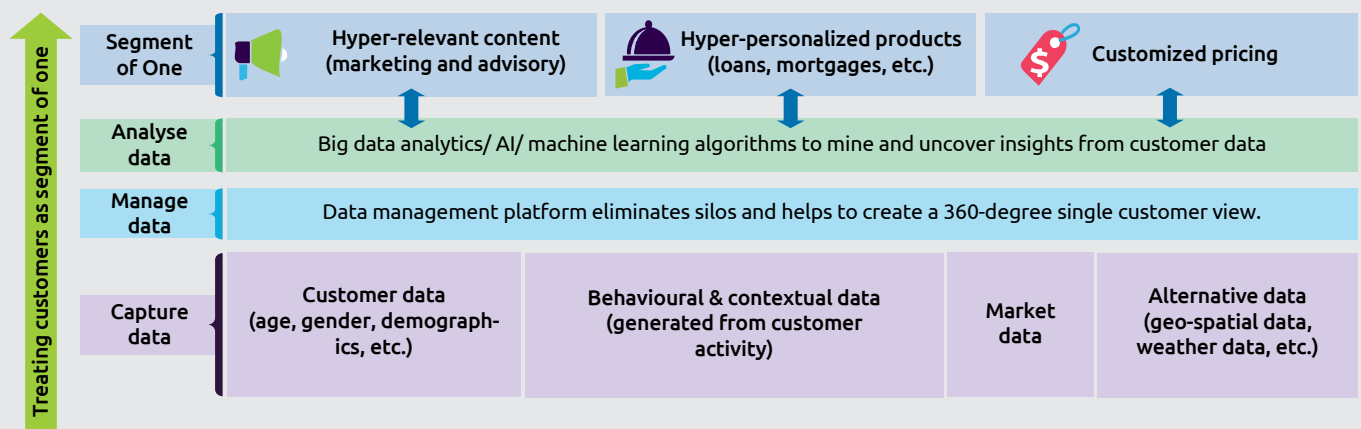 Treating customers as segment of one
Segment
of One
Hyper-relevant content
(marketing and advisory)
Hyper-personalized products
(loans, mortgages, etc.)
$
Customized pricing
Analyse
data
Big data analytics/ AI/ machine learning algorithms to mine and uncover insights from customer data
Manage
data
Data management platform eliminates silos and helps to create a 360-degree single customer view.
Capture
data
Customer data
(age, gender, demograph-
ics, etc.)
Behavioural & contextual data
(generated from customer
activity)
Market
data
Alternative data
(geo-spatial data,
weather data, etc.)